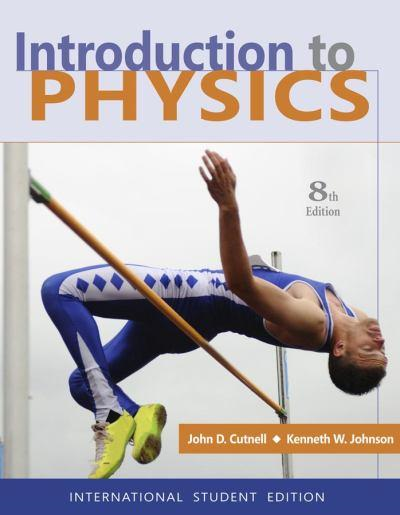 Introduction to
PHYSICS
8th
Edition
John D. Cutnell ◆ Kenneth W. Johnson
INTERNATIONAL STUDENT EDITION